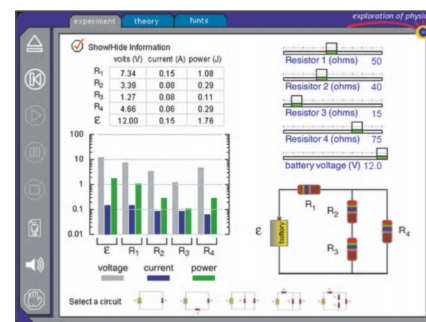 experiment theory hints
exploration of physic
Show/Hide Information
volts (V) current (A) power (J)
R1 7.34 0.15 1.08
R2 3.39 0.08 0.29
R3 1.27 0.08 0.11
R4 4.66 0.06 0.29
ε 12.00 0.15 1.76
Resistor 1 (ohms) 50
Resistor 2 (ohms) 40
Resistor 3 (ohms) 15
Resistor 4 (ohms) 75
battery voltage (V) 12.0
100
10
1
0.1
0.01
ε R1 R2 R3 R4
voltage current power
R1
R2
R3
R4
ε
battery
Select a circuit